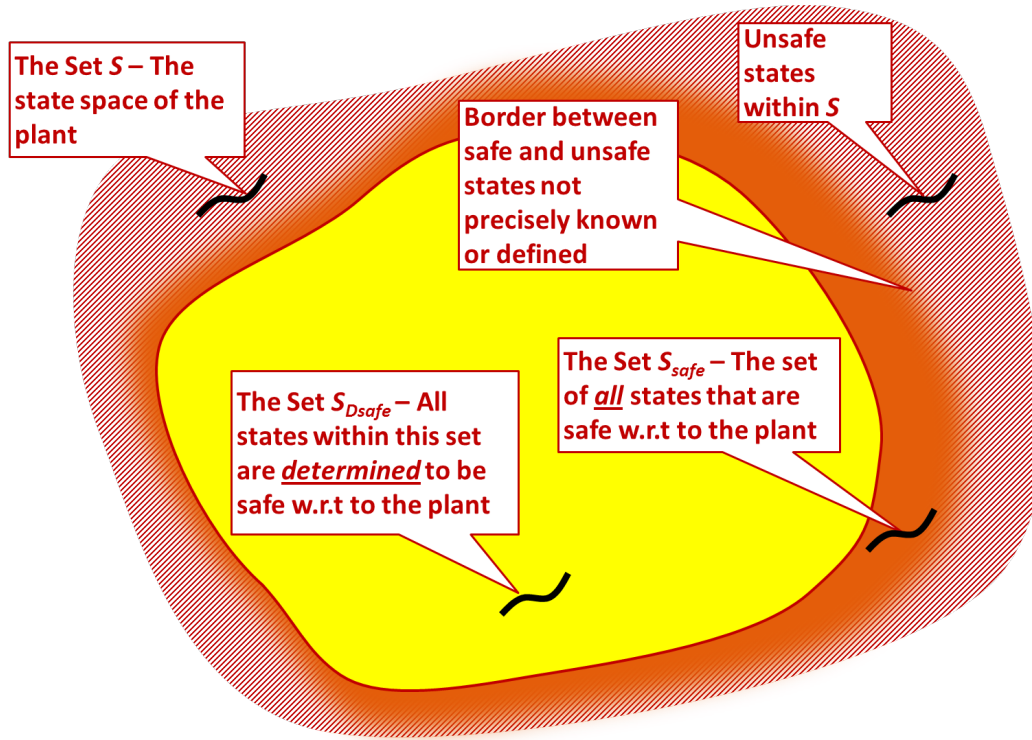 The Set S – The
state space of the
plant
Unsafe
states
within S
Border between
safe and unsafe
states not
precisely known
or defined
The Set Ssafe – The set
of all states that are
safe w.r.t to the plant
The Set SDsafe – All
states within this set
are determined to be
safe w.r.t to the plant